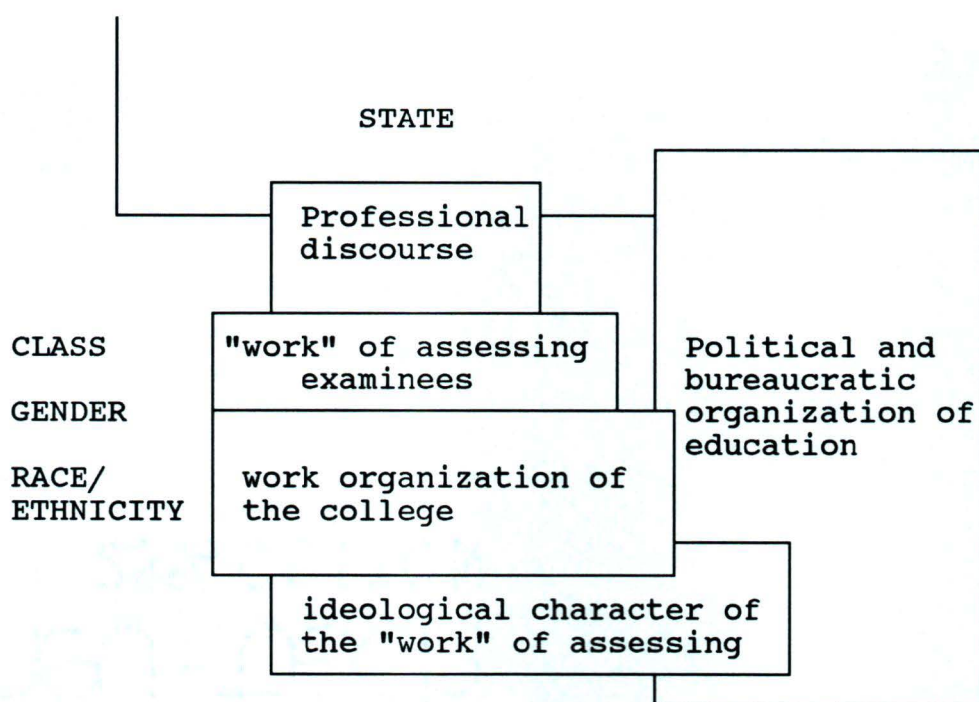 STATE
Professional
discourse
CLASS
GENDER
RACE/
ETHNICITY
"work" of assessing
examinees
work organization of
the college
ideological character of
the "work" of assessing
Political and
bureaucratic
organization of
education